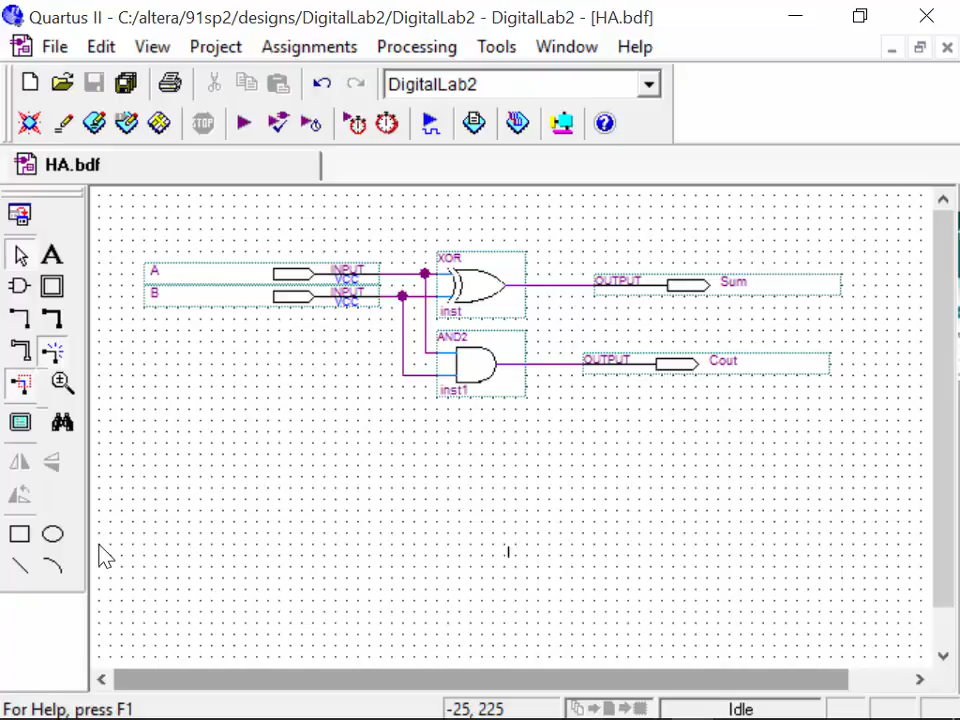 Quartus II - C:/altera/91sp2/designs/DigitalLab2/DigitalLab2 - DigitalLab2 - [HA.bdf]
File Edit View Project Assignments Processing Tools Window Help
DigitalLab2
STOP
HA.bdf
A
A INPUT
VCC
B INPUT
VCC
XOR
inst
OUTPUT Sum
AND2
inst1
OUTPUT Cout
For Help, press F1 -25, 225 Idle